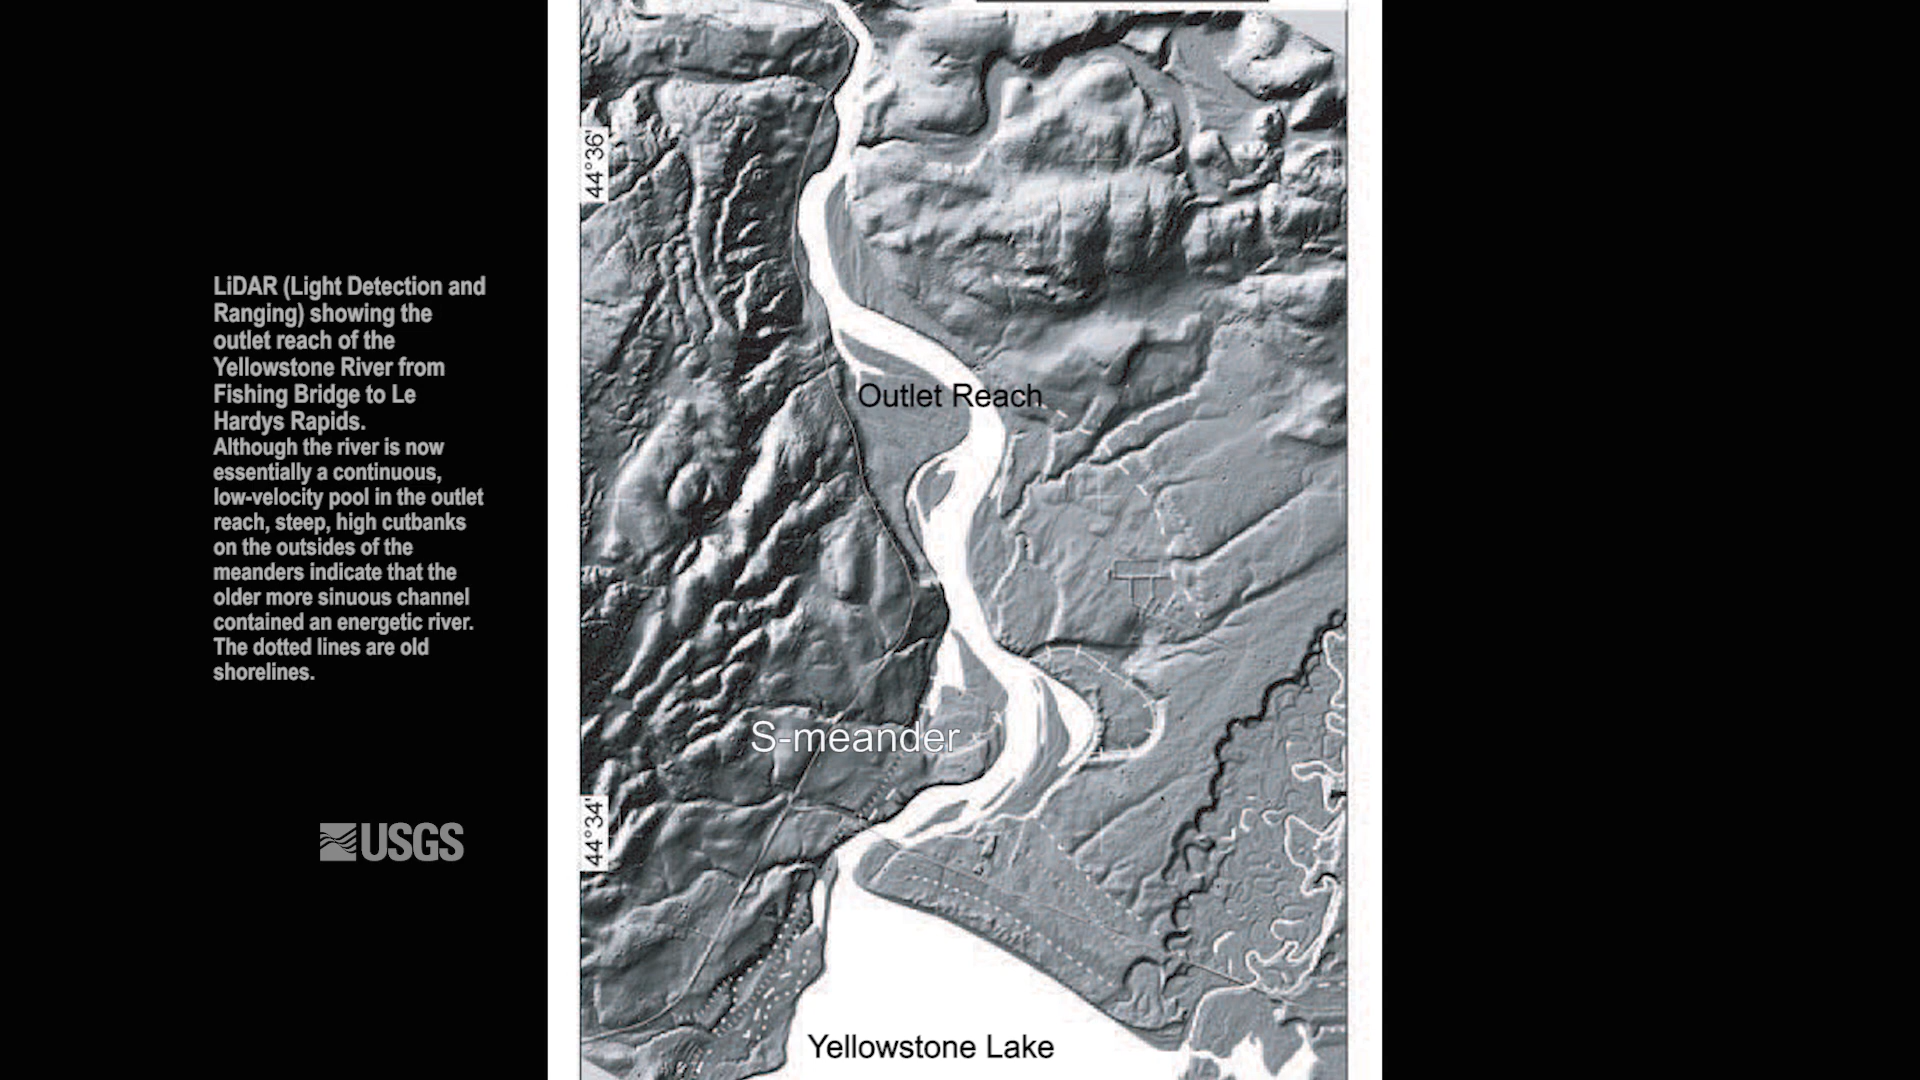 LiDAR (Light Detection and
Ranging) showing the
outlet reach of the
Yellowstone River from
Fishing Bridge to Le
Hardys Rapids.
Although the river is now
essentially a continuous,
low-velocity pool in the outlet
reach, steep, high cutbanks
on the outsides of the
meanders indicate that the
older more sinuous channel
contained an energetic river.
The dotted lines are old
shorelines.
USGS
44°36'
Outlet Reach
S-meander
44°34'
Yellowstone Lake